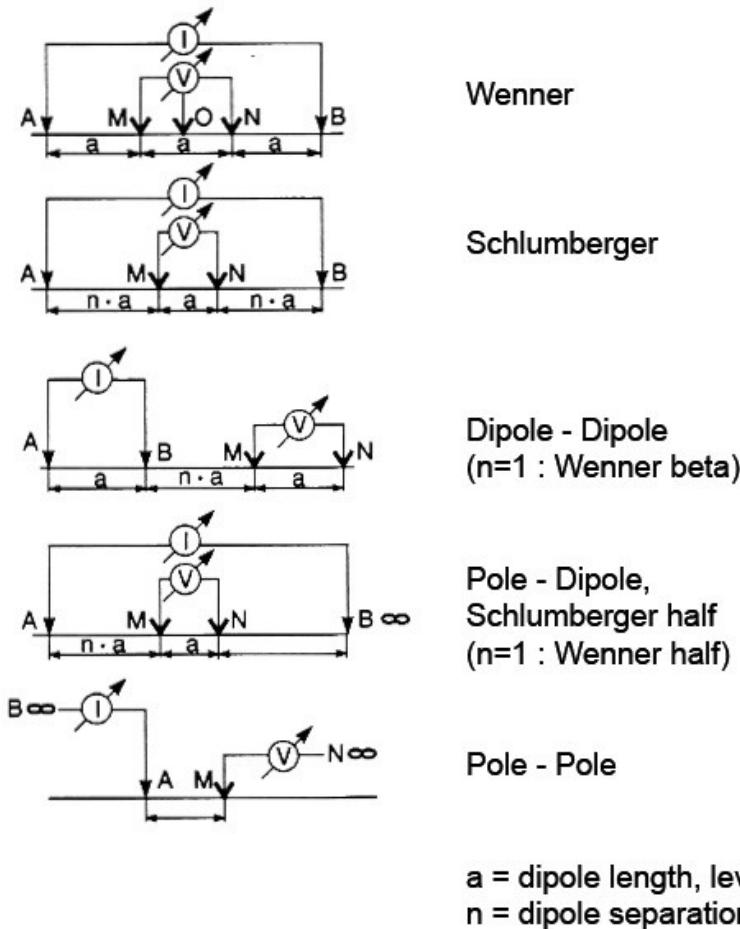 I
V
A M O N B
a a a
Wenner
I
V
A M N B
n · a a n · a
Schlumberger
I
V
A B M N
a n · a a
Dipole - Dipole
(n=1 : Wenner beta)
I
V
A M N B ∞
n · a a
Pole - Dipole,
Schlumberger half
(n=1 : Wenner half)
B ∞ I
V N ∞
A M
Pole - Pole
a = dipole length, lev
n = dipole separation